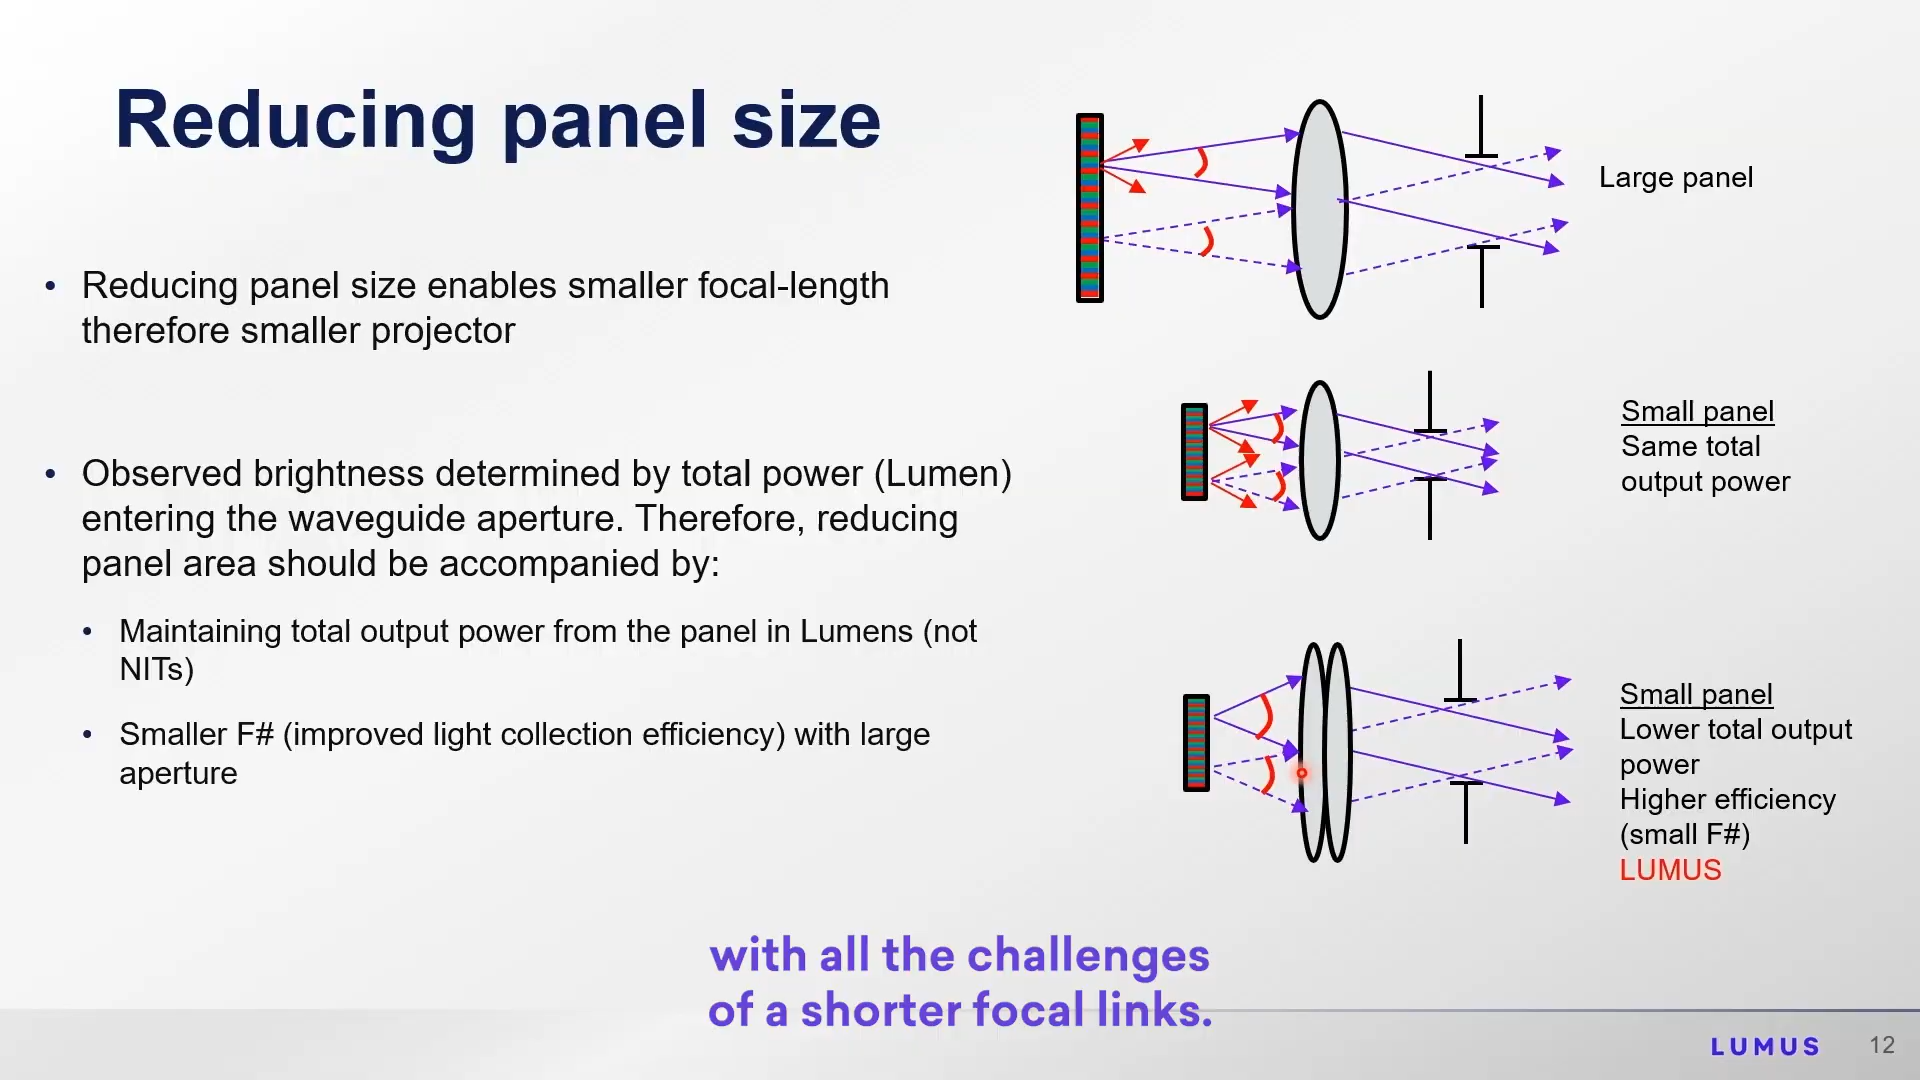 Reducing panel size
• Reducing panel size enables smaller focal-length
therefore smaller projector
• Observed brightness determined by total power (Lumen)
entering the waveguide aperture. Therefore, reducing
panel area should be accompanied by:
• Maintaining total output power from the panel in Lumens (not
NITs)
• Smaller F# (improved light collection efficiency) with large
aperture
Large panel
Small panel
Same total
output power
Small panel
Lower total output
power
Higher efficiency
(small F#)
LUMUS
with all the challenges
of a shorter focal links.
LUMUS
12